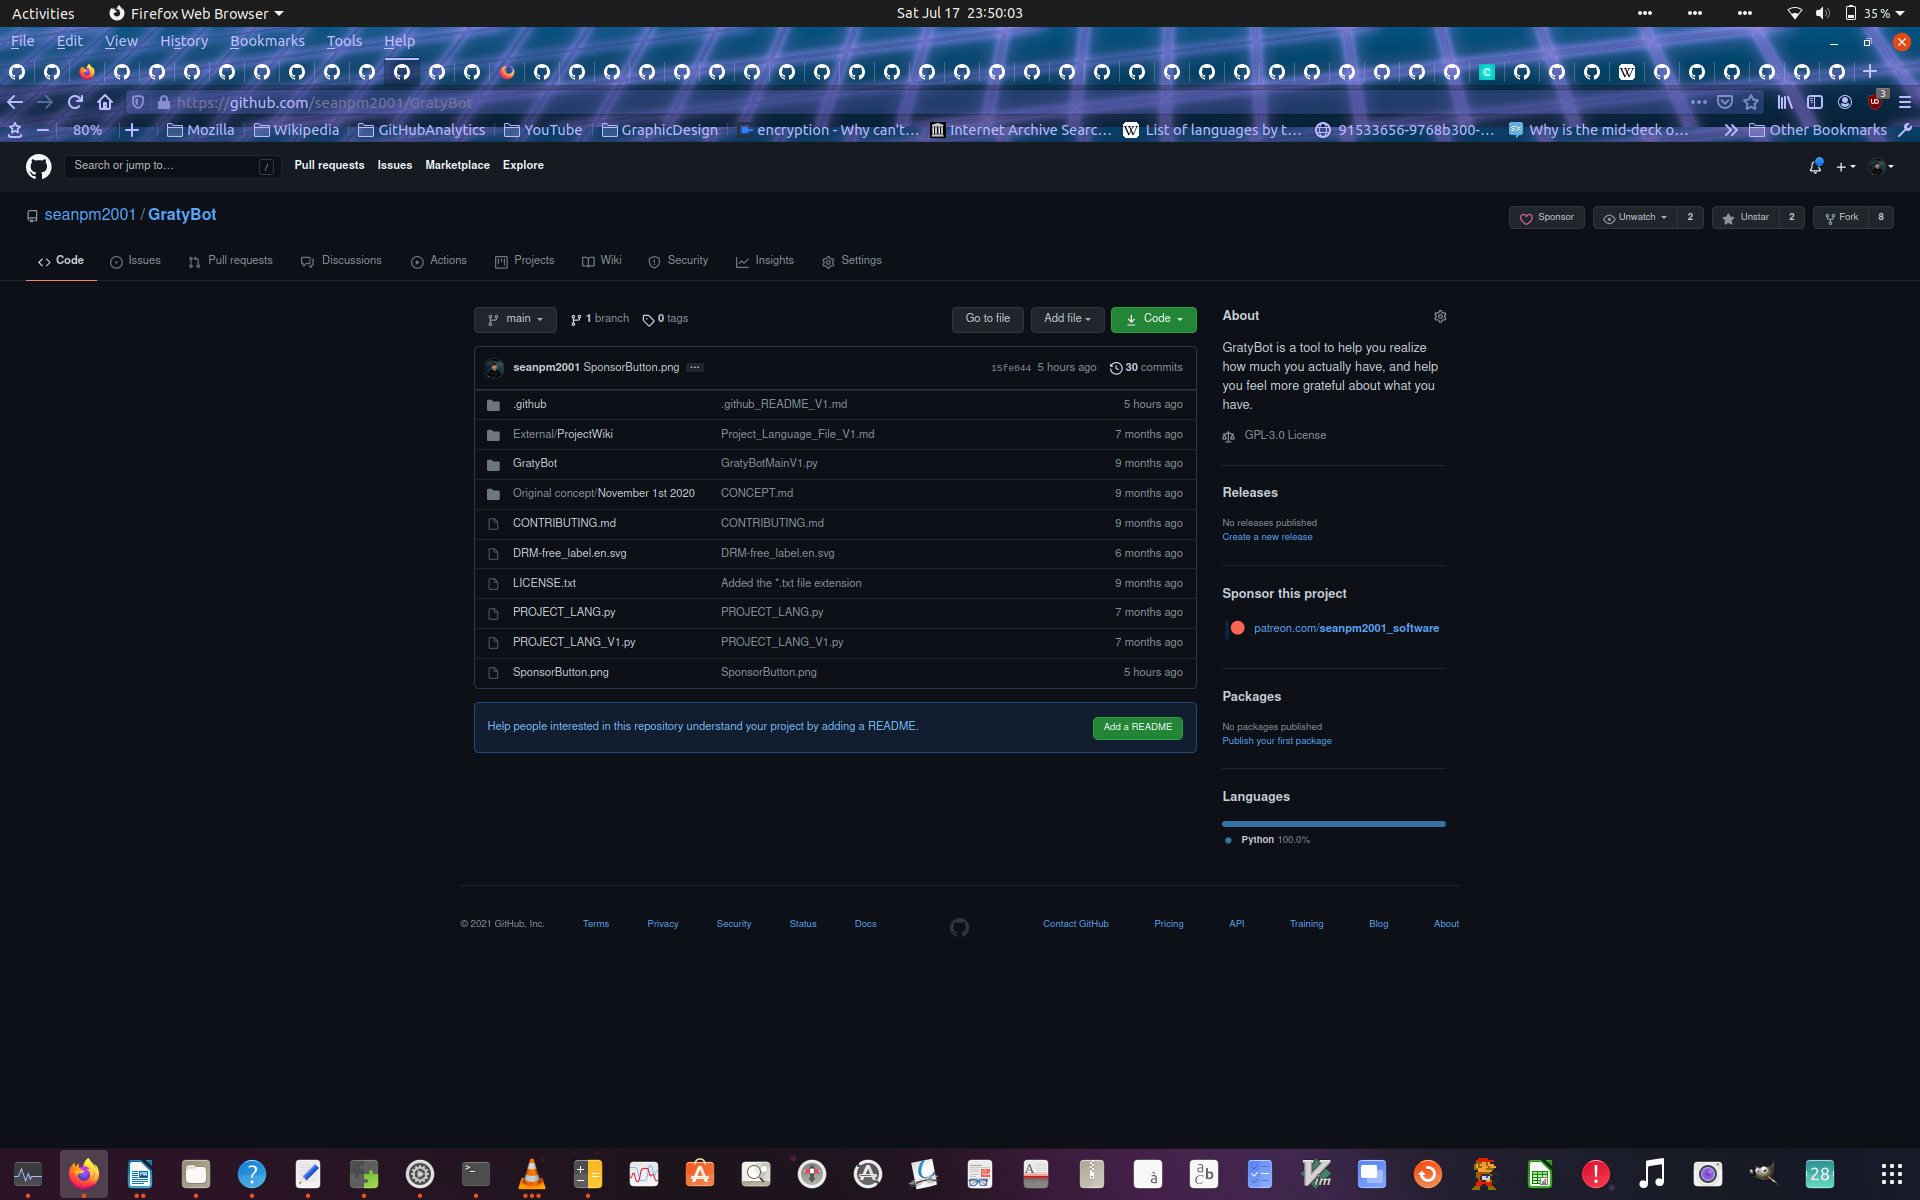 Activities
Firefox Web Browser
Sat Jul 17 23:50:03
35 %
File Edit View History Bookmarks Tools Help
https://github.com/seanpm2001/GratyBot
3
80%
Mozilla
Wikipedia
GitHubAnalytics
YouTube
GraphicDesign
encryption - Why can't…
Internet Archive Searc…
List of languages by t…
91533656-9768b300-…
Why is the mid-deck o…
Other Bookmarks
Search or jump to…
/
Pull requests Issues Marketplace Explore
seanpm2001 / GratyBot
Sponsor
Unwatch 2
Unstar 2
Fork 8
Code
Issues
Pull requests
Discussions
Actions
Projects
Wiki
Security
Insights
Settings
main
1 branch
0 tags
Go to file
Add file
Code
seanpm2001 SponsorButton.png ...
15fe044 5 hours ago
30 commits
.github .github_README_V1.md 5 hours ago
External/ProjectWiki Project_Language_File_V1.md 7 months ago
GratyBot GratyBotMainV1.py 9 months ago
Original concept/November 1st 2020 CONCEPT.md 9 months ago
CONTRIBUTING.md CONTRIBUTING.md 9 months ago
DRM-free_label.en.svg DRM-free_label.en.svg 6 months ago
LICENSE.txt Added the *.txt file extension 9 months ago
PROJECT_LANG.py PROJECT_LANG.py 7 months ago
PROJECT_LANG_V1.py PROJECT_LANG_V1.py 7 months ago
SponsorButton.png SponsorButton.png 5 hours ago
Help people interested in this repository understand your project by adding a README.
Add a README
About
GratyBot is a tool to help you realize
how much you actually have, and help
you feel more grateful about what you
have.
GPL-3.0 License
Releases
No releases published
Create a new release
Sponsor this project
patreon.com/seanpm2001_software
Packages
No packages published
Publish your first package
Languages
Python 100.0%
© 2021 GitHub, Inc. Terms Privacy Security Status Docs Contact GitHub Pricing API Training Blog About
28